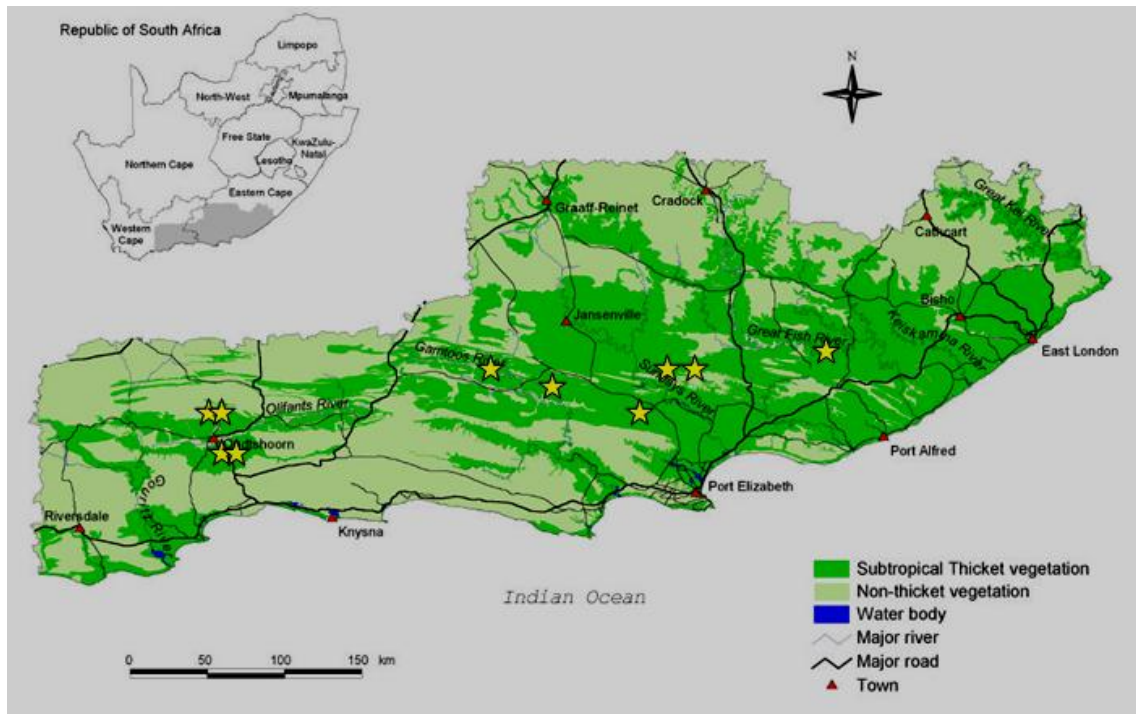 Republic of South Africa
Limpopo
North-West
Mpumalanga
Free State
KwaZulu-
Natal
Lesotho
Northern Cape
Eastern Cape
Western
Cape
N
Graaff-Reinet
Cradock
Great Kei River
Cathcart
Bisho
Jansenville
Great Fish River
Keiskamma River
East London
Gamtoos River
Sundays River
Olifants River
Oudtshoorn
Port Alfred
Port Elizabeth
Gouritz River
Riversdale
Knysna
Indian Ocean
Subtropical Thicket vegetation
Non-thicket vegetation
Water body
Major river
Major road
Town
0 50 100 150 km